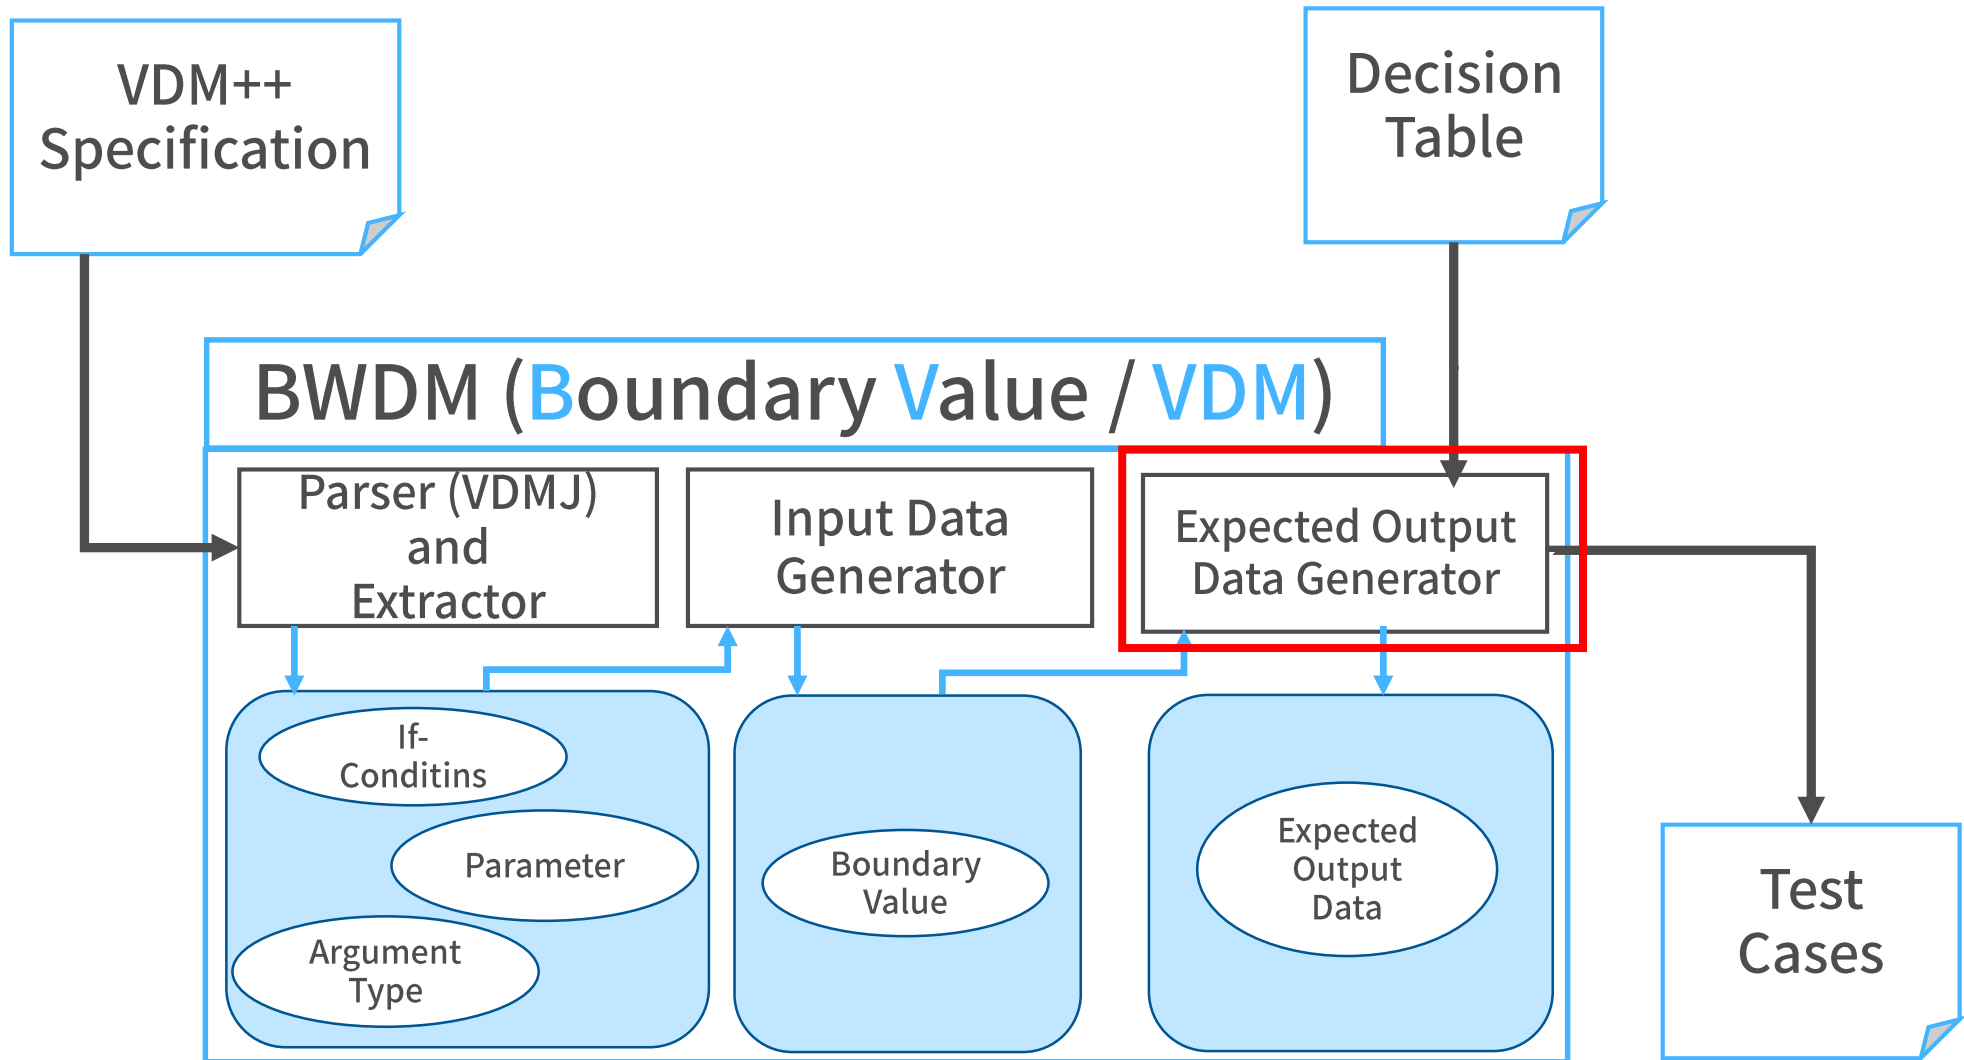 VDM++
Specification
Decision
Table
BWDM (Boundary Value / VDM)
Parser (VDMJ)
and
Extractor
Input Data
Generator
Expected Output
Data Generator
If-
Conditins
Parameter
Argument
Type
Boundary
Value
Expected
Output
Data
Test
Cases